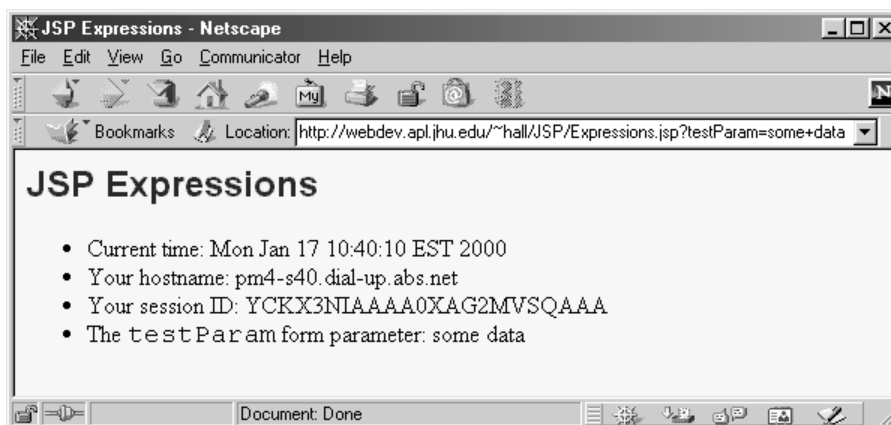 JSP Expressions - Netscape
File Edit View Go Communicator Help
My
N
Bookmarks Location: http://webdev.apl.jhu.edu/~hall/JSP/Expressions.jsp?testParam=some+data
JSP Expressions
• Current time: Mon Jan 17 10:40:10 EST 2000
• Your hostname: pm4-s40.dial-up.abs.net
• Your session ID: YCKX3NIAAAA0XAG2MVSQAAA
• The testParam form parameter: some data
Document: Done